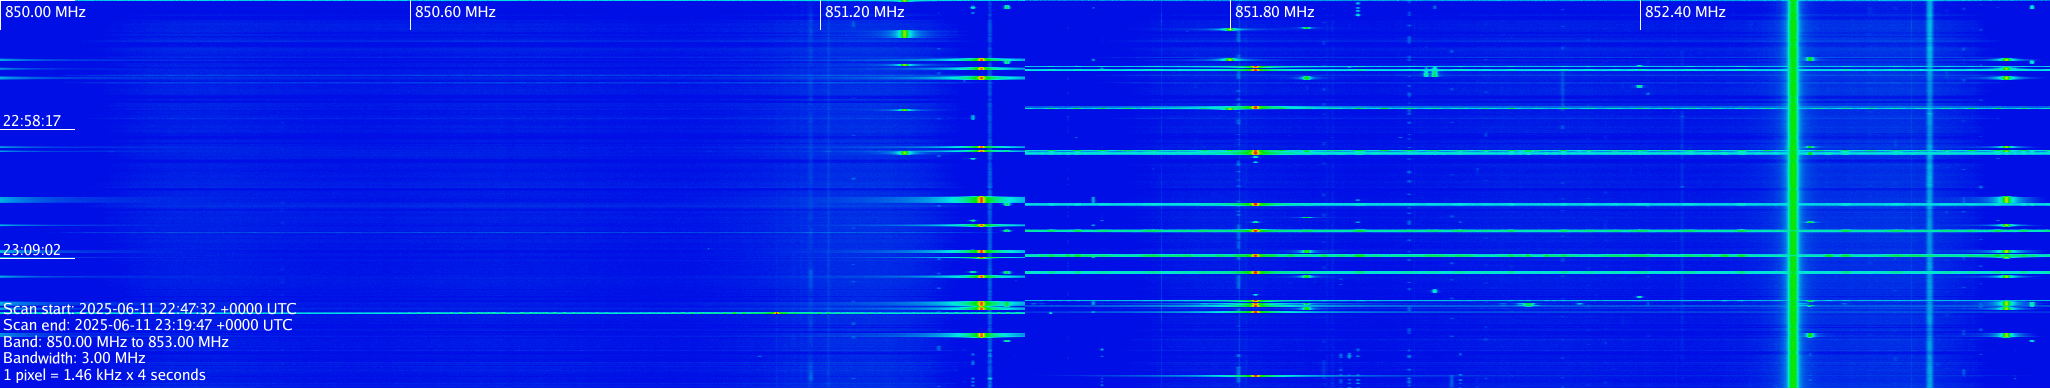 850.00 MHz 850.60 MHz 851.20 MHz 851.80 MHz 852.40 MHz
22:58:17
23:09:02
Scan start: 2025-06-11 22:47:32 +0000 UTC
Scan end: 2025-06-11 23:19:47 +0000 UTC
Band: 850.00 MHz to 853.00 MHz
Bandwidth: 3.00 MHz
1 pixel = 1.46 kHz x 4 seconds